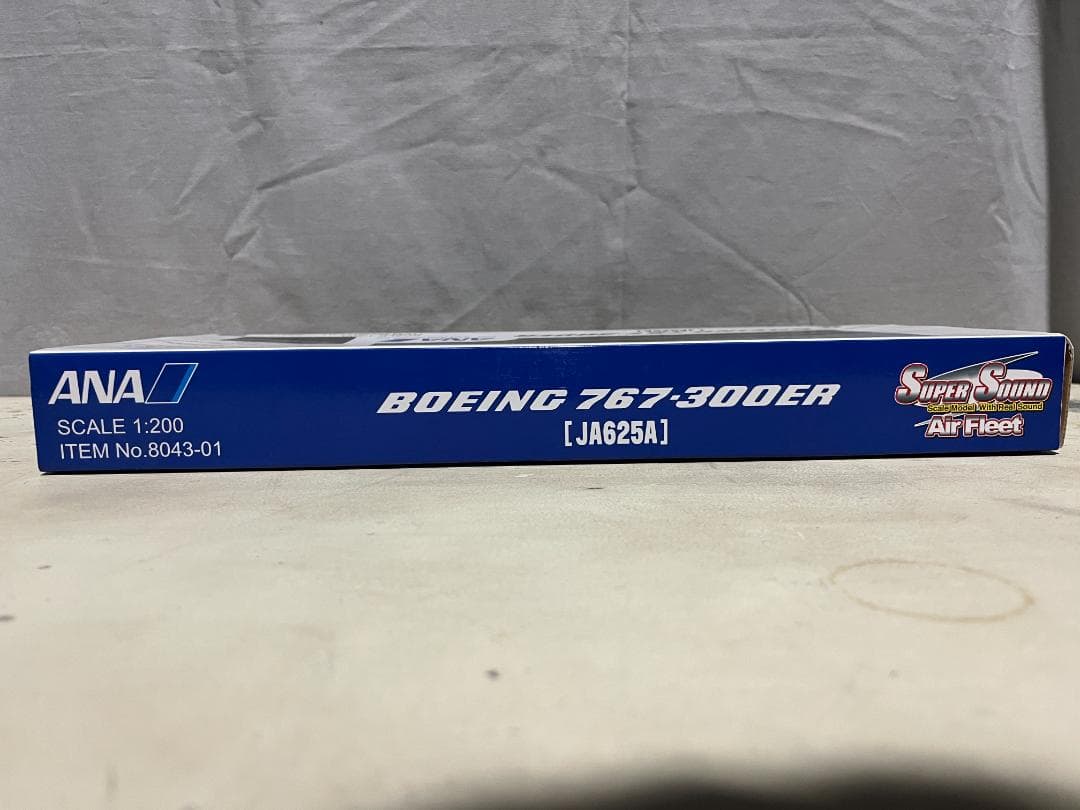 ANA
SCALE 1:200
ITEM No.8043-01
BOEING 767-300ER
[JA625A]
SUPER SOUND
Scale Model With Real Sound
Air Fleet